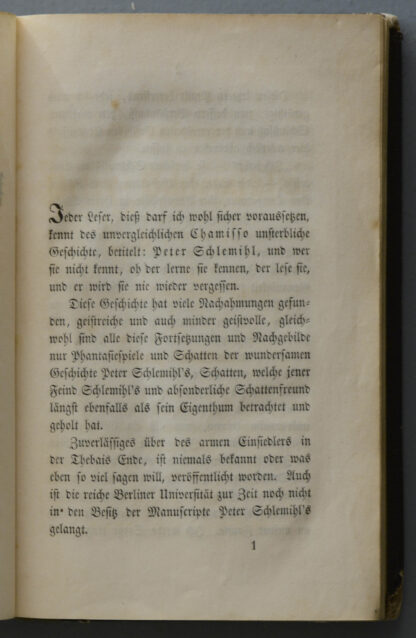 Jeder Leser, dieß darf ich wohl sicher voraussetzen,
kennt des unvergleichlichen Chamisso unsterbliche
Geschichte, betitelt: Peter Schlemihl, und wer
sie nicht kennt, oh der lerne sie kennen, der lese sie,
und er wird sie nie wieder vergessen.
Diese Geschichte hat viele Nachahmungen gefun-
den, geistreiche und auch minder geistvolle, gleich-
wohl sind alle diese Fortsetzungen und Nachgebilde
nur Phantasiespiele und Schatten der wundersamen
Geschichte Peter Schlemihl's, Schatten, welche jener
Feind Schlemihl's und absonderliche Schattenfreund
längst ebenfalls als sein Eigenthum betrachtet und
geholt hat.
Zuverlässiges über des armen Einsiedlers in
der Thebais Ende, ist niemals bekannt oder was
eben so viel sagen will, veröffentlicht worden. Auch
ist die reiche Berliner Universität zur Zeit noch nicht
in den Besitz der Manuscripte Peter Schlemihl's
gelangt.
1